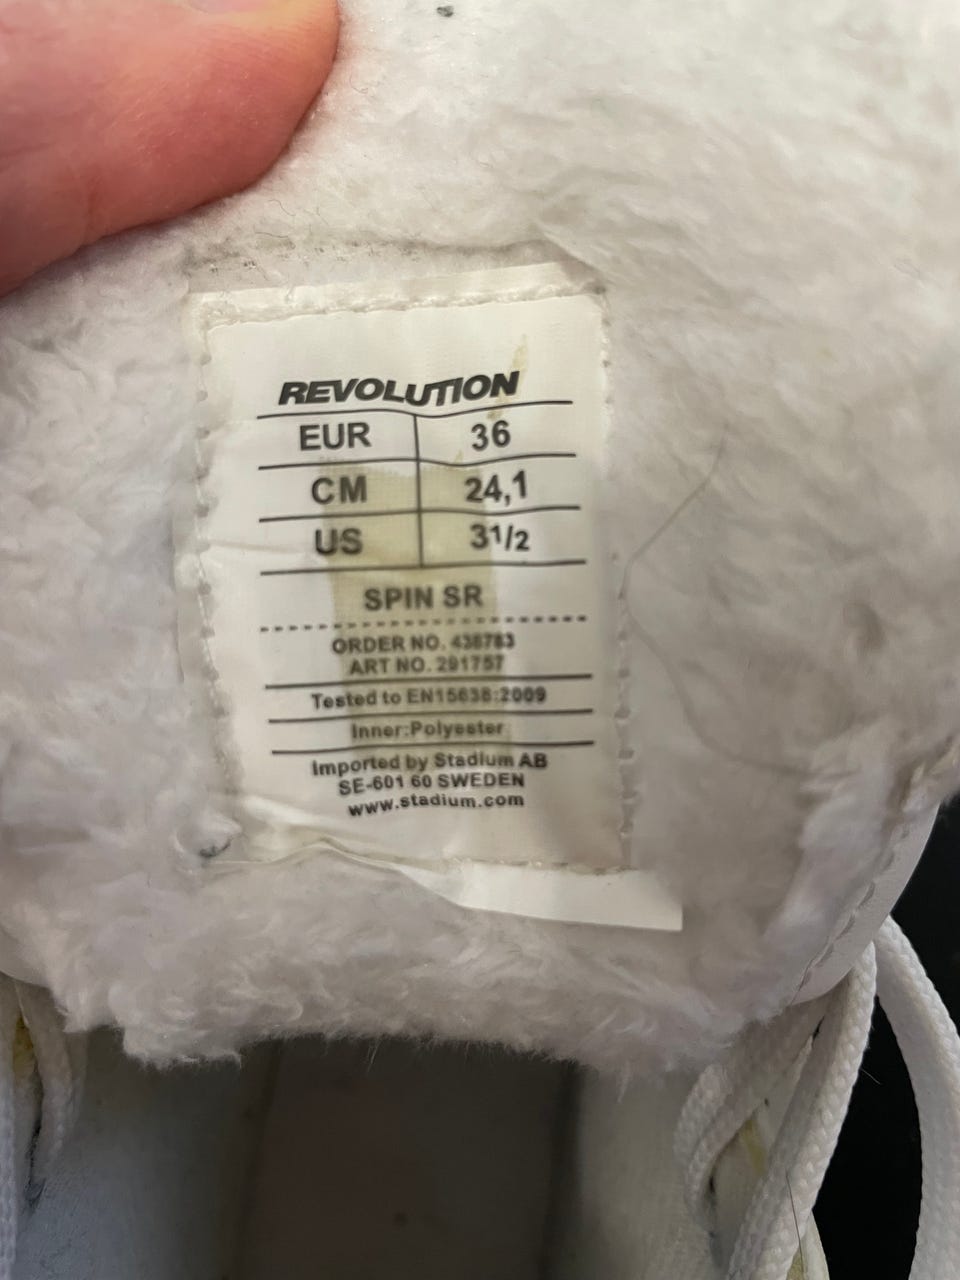 REVOLUTION
EUR 36
CM 24,1
US 31/2
SPIN SR
ORDER NO. 438783
ART NO. 291757
Tested to EN15638:2009
Inner:Polyester
Imported by Stadium AB
SE-601 60 SWEDEN
www.stadium.com